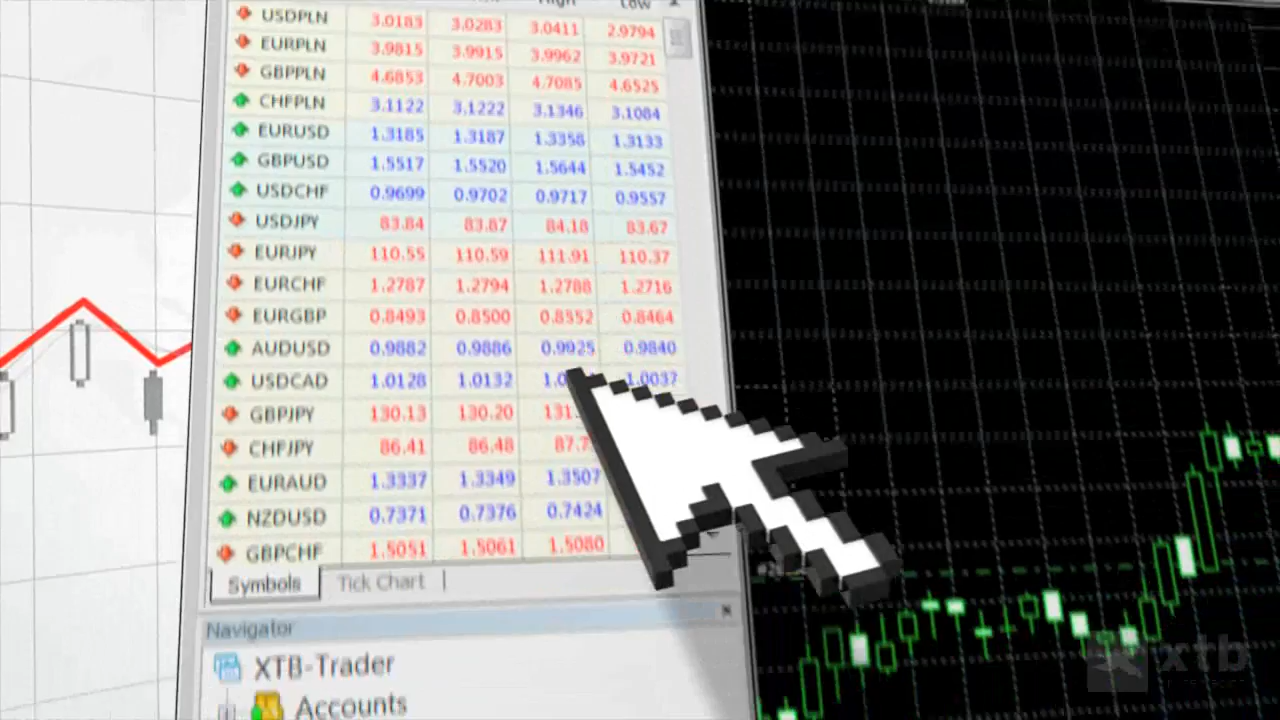 High Low
USDPLN 3.0183 3.0283 3.0411 2.9794
EURPLN 3.9815 3.9915 3.9962 3.9721
GBPPLN 4.6853 4.7003 4.7085 4.6525
CHFPLN 3.1122 3.1222 3.1346 3.1084
EURUSD 1.3185 1.3187 1.3358 1.3133
GBPUSD 1.5517 1.5520 1.5644 1.5452
USDCHF 0.9699 0.9702 0.9717 0.9557
USDJPY 83.84 83.87 84.18 83.67
EURJPY 110.55 110.59 111.91 110.37
EURCHF 1.2787 1.2794 1.2788 1.2716
EURGBP 0.8493 0.8500 0.8552 0.8464
AUDUSD 0.9882 0.9886 0.9925 0.9840
USDCAD 1.0128 1.0132 1.0037
GBPJPY 130.13 130.20 131.
CHFJPY 86.41 86.48 87.7
EURAUD 1.3337 1.3349 1.3507
NZDUSD 0.7371 0.7376 0.7424
GBPCHF 1.5051 1.5061 1.5080
Symbols Tick Chart
Navigator
XTB-Trader
Accounts
xtb